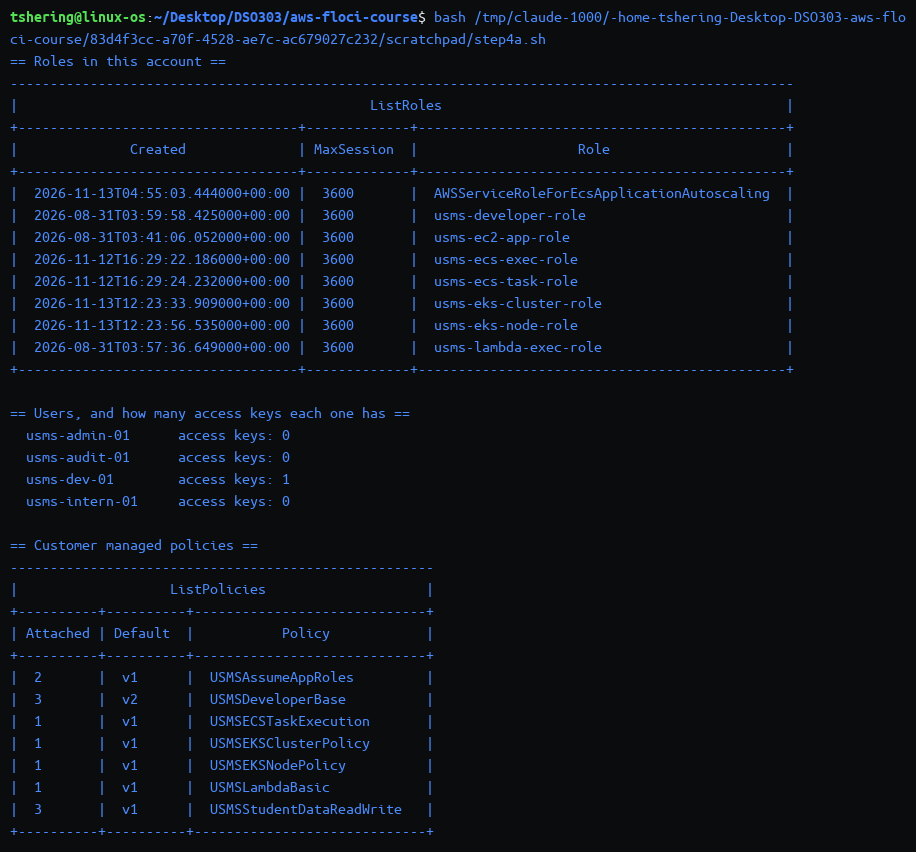 tshering@linux-os:~/Desktop/DSO303/aws-floci-course$ bash /tmp/claude-1000/-home-tshering-Desktop-DSO303-aws-flo
ci-course/83d4f3cc-a70f-4528-ae7c-ac679027c232/scratchpad/step4a.sh
== Roles in this account ==
-------------------------------------------------------------------------------------------------
|                                            ListRoles                                           |
+-----------------------------------+-------------+----------------------------------------------+
|              Created              | MaxSession  |                    Role                      |
+-----------------------------------+-------------+----------------------------------------------+
|  2026-11-13T04:55:03.444000+00:00 |  3600       |  AWSServiceRoleForEcsApplicationAutoscaling  |
|  2026-08-31T03:59:58.425000+00:00 |  3600       |  usms-developer-role                         |
|  2026-08-31T03:41:06.052000+00:00 |  3600       |  usms-ec2-app-role                           |
|  2026-11-12T16:29:22.186000+00:00 |  3600       |  usms-ecs-exec-role                          |
|  2026-11-12T16:29:24.232000+00:00 |  3600       |  usms-ecs-task-role                          |
|  2026-11-13T12:23:33.909000+00:00 |  3600       |  usms-eks-cluster-role                       |
|  2026-11-13T12:23:56.535000+00:00 |  3600       |  usms-eks-node-role                          |
|  2026-08-31T03:57:36.649000+00:00 |  3600       |  usms-lambda-exec-role                       |
+-----------------------------------+-------------+----------------------------------------------+
== Users, and how many access keys each one has ==
  usms-admin-01      access keys: 0
  usms-audit-01      access keys: 0
  usms-dev-01        access keys: 1
  usms-intern-01     access keys: 0
== Customer managed policies ==
-----------------------------------------------------
|                   ListPolicies                    |
+----------+----------+-----------------------------+
| Attached | Default  |           Policy            |
+----------+----------+-----------------------------+
|  2       |  v1      |  USMSAssumeAppRoles         |
|  3       |  v2      |  USMSDeveloperBase          |
|  1       |  v1      |  USMSECSTaskExecution       |
|  1       |  v1      |  USMSEKSClusterPolicy       |
|  1       |  v1      |  USMSEKSNodePolicy          |
|  1       |  v1      |  USMSLambdaBasic            |
|  3       |  v1      |  USMSStudentDataReadWrite   |
+----------+----------+-----------------------------+